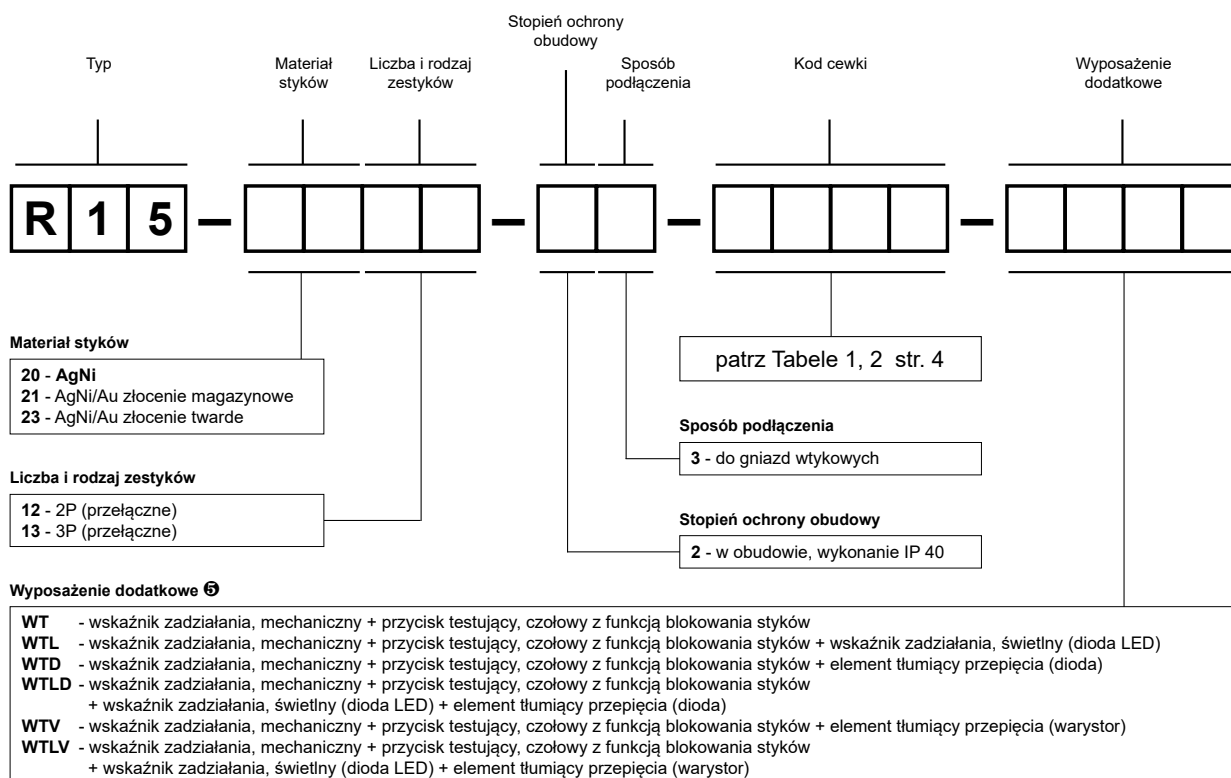 Typ
Materiał
styków
Liczba i rodzaj
zestyków
Stopień ochrony
obudowy
Sposób
podłączenia
Kod cewki
Wyposażenie
dodatkowe
R 1 5 – – – –
Materiał styków
20 - AgNi
21 - AgNi/Au złocenie magazynowe
23 - AgNi/Au złocenie twarde
Liczba i rodzaj zestyków
12 - 2P (przełączne)
13 - 3P (przełączne)
patrz Tabele 1, 2 str. 4
Sposób podłączenia
3 - do gniazd wtykowych
Stopień ochrony obudowy
2 - w obudowie, wykonanie IP 40
Wyposażenie dodatkowe ❺
WT - wskaźnik zadziałania, mechaniczny + przycisk testujący, czołowy z funkcją blokowania styków
WTL - wskaźnik zadziałania, mechaniczny + przycisk testujący, czołowy z funkcją blokowania styków + wskaźnik zadziałania, świetlny (dioda LED)
WTD - wskaźnik zadziałania, mechaniczny + przycisk testujący, czołowy z funkcją blokowania styków + element tłumiący przepięcia (dioda)
WTLD - wskaźnik zadziałania, mechaniczny + przycisk testujący, czołowy z funkcją blokowania styków
+ wskaźnik zadziałania, świetlny (dioda LED) + element tłumiący przepięcia (dioda)
WTV - wskaźnik zadziałania, mechaniczny + przycisk testujący, czołowy z funkcją blokowania styków + element tłumiący przepięcia (warystor)
WTLV - wskaźnik zadziałania, mechaniczny + przycisk testujący, czołowy z funkcją blokowania styków
+ wskaźnik zadziałania, świetlny (dioda LED) + element tłumiący przepięcia (warystor)